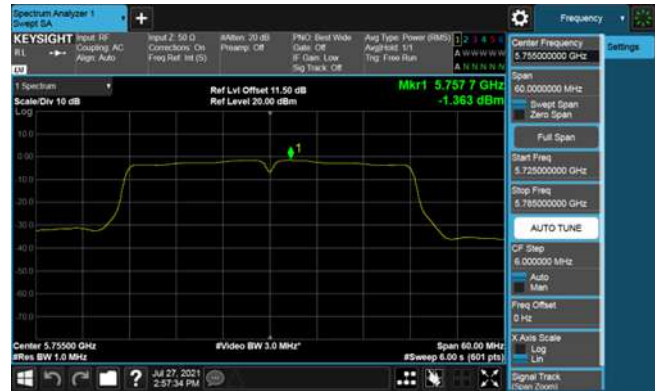 Spectrum Analyzer 1
Swept SA
Frequency
KEYSIGHT
RL
Input: RF
Coupling: AC
Align: Auto
Input Z: 50 Ω
Corrections: On
Freq Ref: Int (S)
#Atten: 20 dB
Preamp: Off
PNO: Best Wide
Gate: Off
IF Gain: Low
Sig Track: Off
Avg Type: Power (RMS)
Avg|Hold: 1/1
Trig: Free Run
1 2 3 4 5 6
A W W W W W
A N N N N N
LXI
1 Spectrum
Scale/Div 10 dB
Log
Ref Lvl Offset 11.50 dB
Ref Level 20.00 dBm
Mkr1 5.757 7 GHz
-1.363 dBm
10.0
0.00
-10.0
-20.0
-30.0
-40.0
-50.0
-60.0
-70.0
1
Center 5.75500 GHz
#Res BW 1.0 MHz
#Video BW 3.0 MHz*
Span 60.00 MHz
#Sweep 6.00 s (601 pts)
Jul 27, 2021
2:57:34 PM
Center Frequency
5.755000000 GHz
Settings
Span
60.0000000 MHz
Swept Span
Zero Span
Full Span
Start Freq
5.725000000 GHz
Stop Freq
5.785000000 GHz
AUTO TUNE
CF Step
6.000000 MHz
Auto
Man
Freq Offset
0 Hz
X Axis Scale
Log
Lin
Signal Track
(Span Zoom)